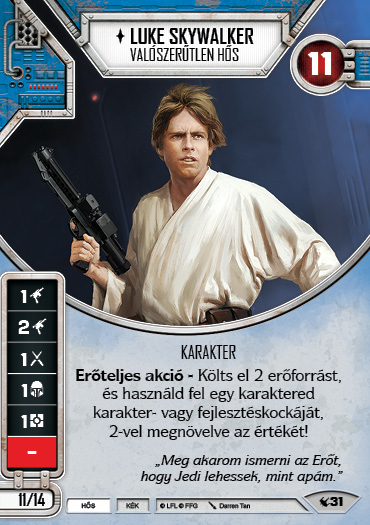 LUKE SKYWALKER
VALÓSZERŰTLEN HŐS
11
1
2
1
1
1
-
KARAKTER
Erőteljes akció - Költs el 2 erőforrást,
és használd fel egy karaktered
karakter- vagy fejlesztéskockáját,
2-vel megnövelve az értékét!
„Meg akarom ismerni az Erőt,
hogy Jedi lehessek, mint apám.”
11/14
HŐS
KÉK
© LFL © FFG
Darren Tan
31